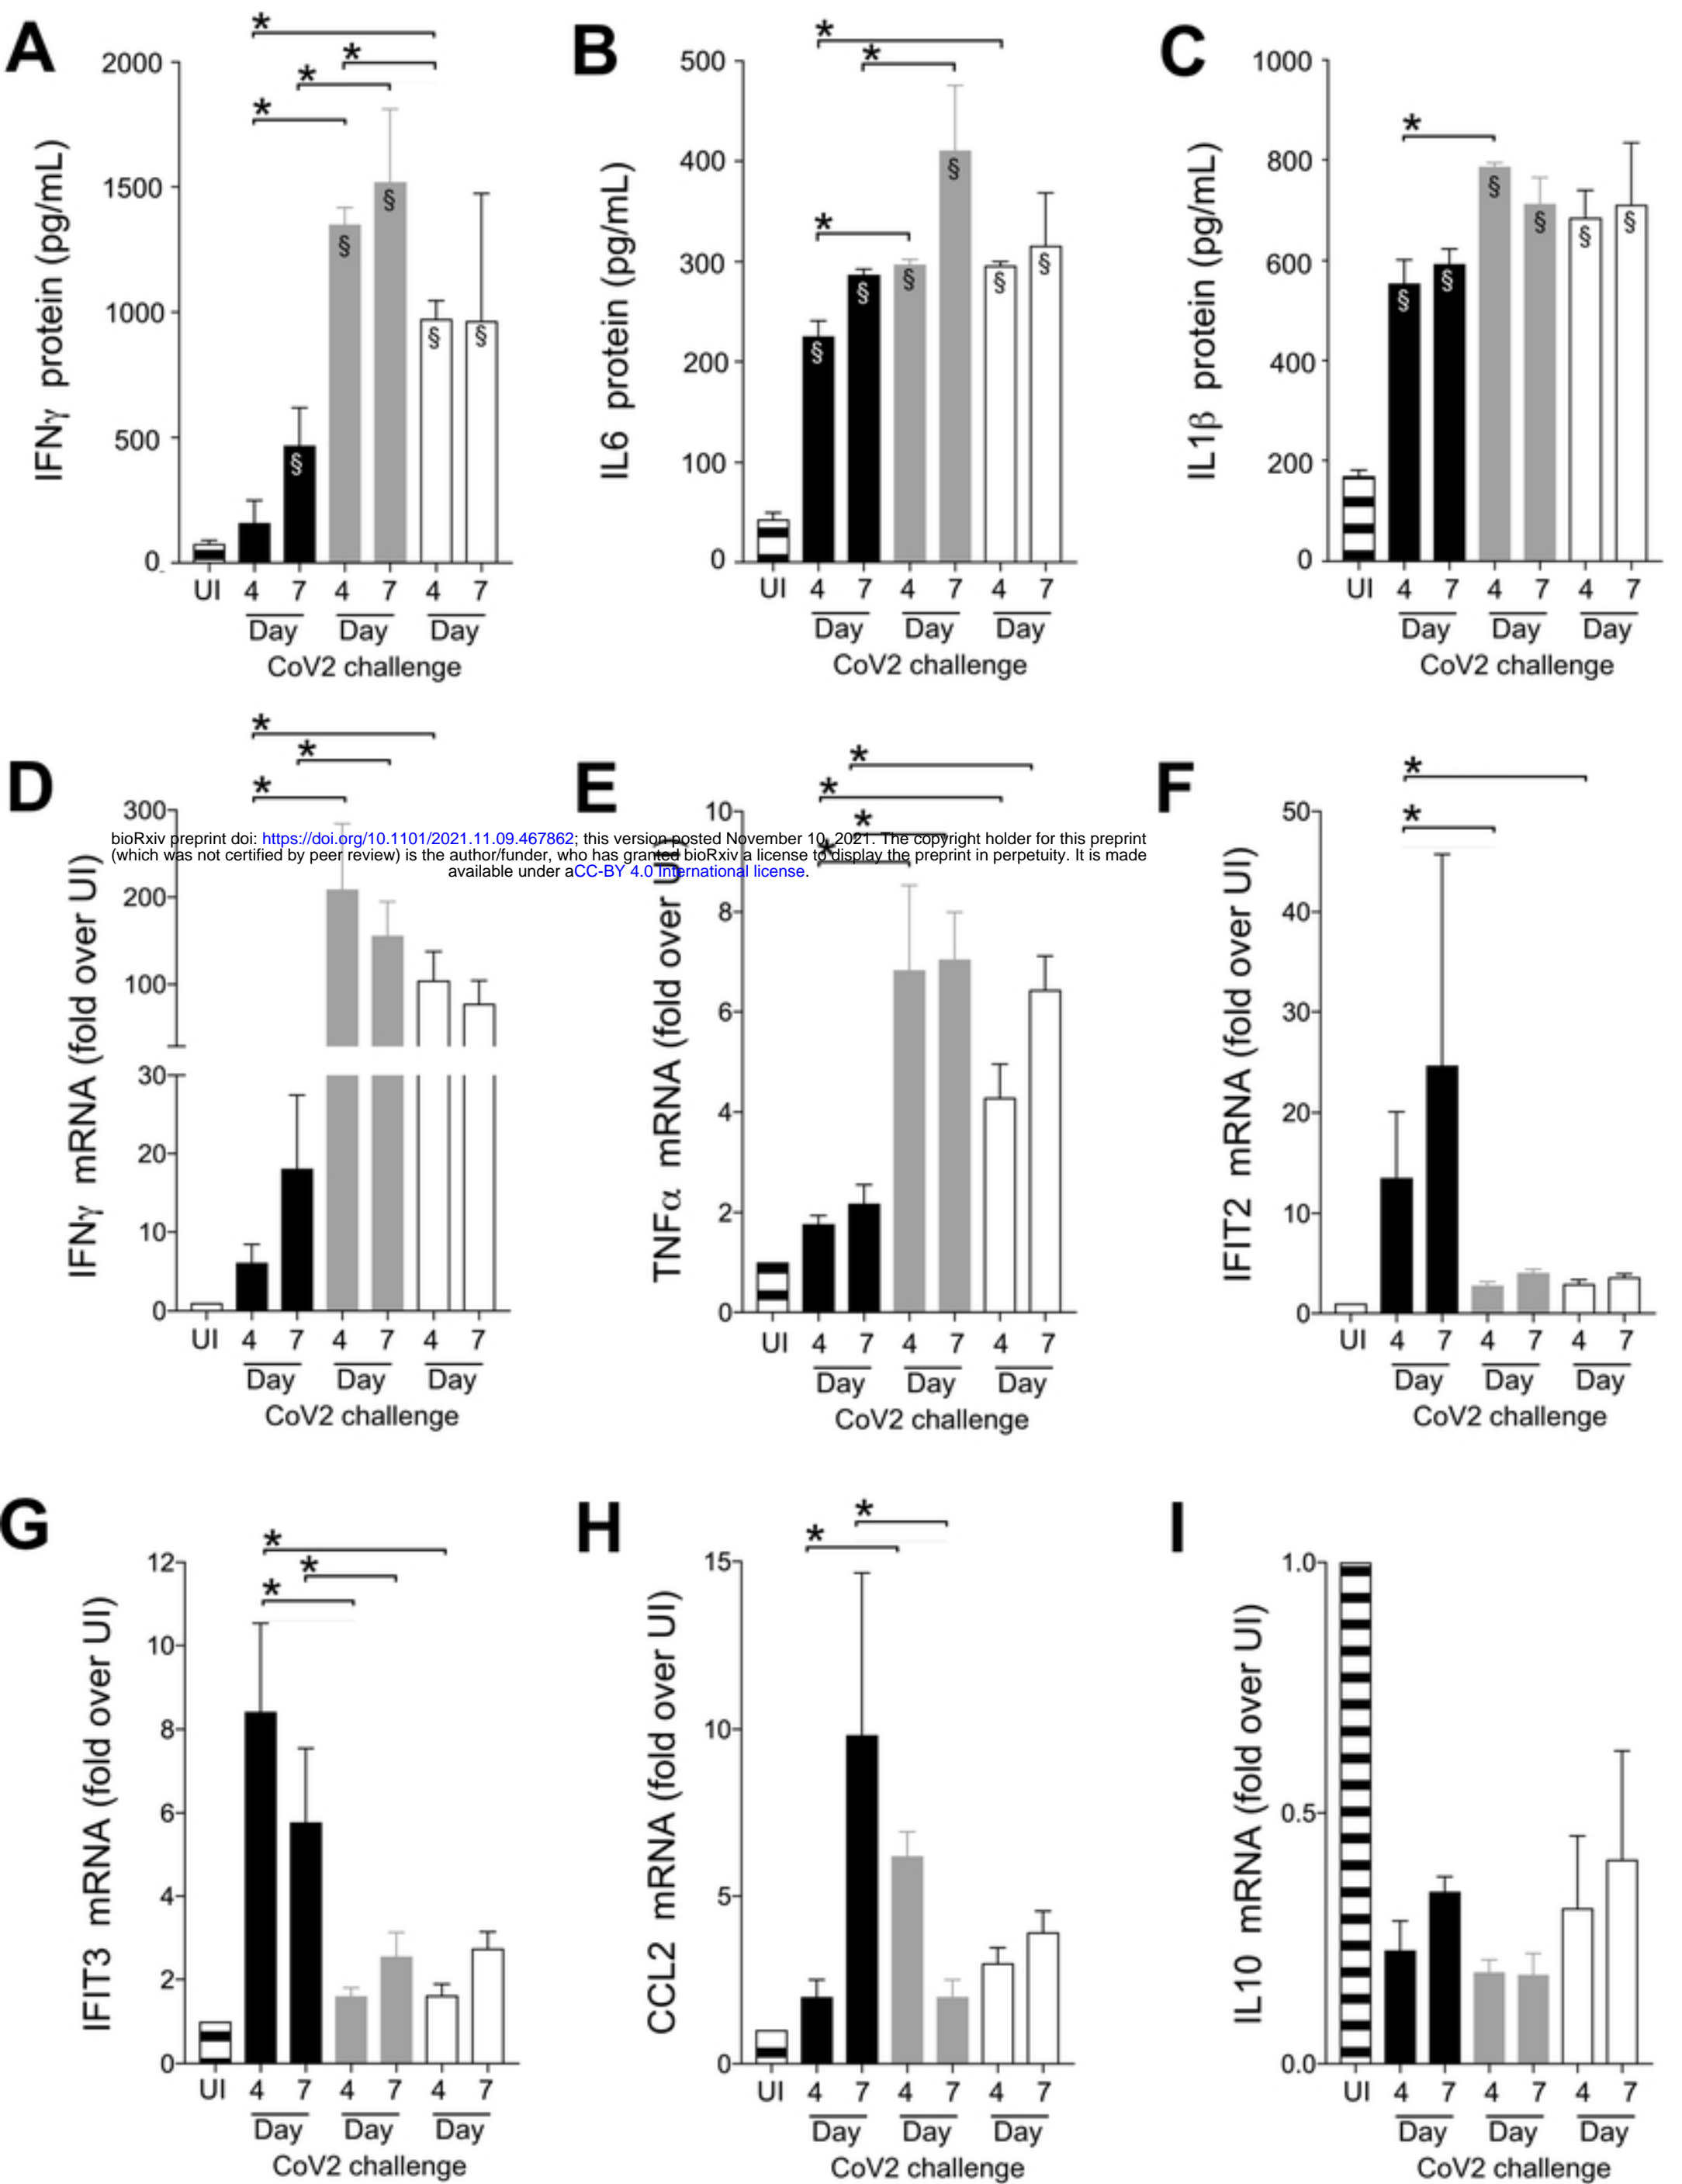 A
*
*
*
*
IFNγ protein (pg/mL)
2000
1500
1000
500
0
§
§
§
§
§
UI 4 7 4 7 4 7
Day Day Day
CoV2 challenge
B
*
*
*
IL6 protein (pg/mL)
500
400
300
200
100
0
§
§
§
§
§
§
UI 4 7 4 7 4 7
Day Day Day
CoV2 challenge
C
*
IL1β protein (pg/mL)
1000
800
600
400
200
0
§
§
§
§
§
§
UI 4 7 4 7 4 7
Day Day Day
CoV2 challenge
D
*
*
*
IFNγ mRNA (fold over UI)
300
200
100
30
20
10
0
UI 4 7 4 7 4 7
Day Day Day
CoV2 challenge
bioRxiv preprint doi: https://doi.org/10.1101/2021.11.09.467862; this version posted November 10, 2021. The copyright holder for this preprint
(which was not certified by peer review) is the author/funder, who has granted bioRxiv a license to display the preprint in perpetuity. It is made
available under aCC-BY 4.0 International license.
E
*
*
*
*
TNFα mRNA (fold over UI)
10
8
6
4
2
0
UI 4 7 4 7 4 7
Day Day Day
CoV2 challenge
F
*
*
IFIT2 mRNA (fold over UI)
50
40
30
20
10
0
UI 4 7 4 7 4 7
Day Day Day
CoV2 challenge
G
*
*
*
IFIT3 mRNA (fold over UI)
12
10
8
6
4
2
0
UI 4 7 4 7 4 7
Day Day Day
CoV2 challenge
H
*
*
CCL2 mRNA (fold over UI)
15
10
5
0
UI 4 7 4 7 4 7
Day Day Day
CoV2 challenge
I
IL10 mRNA (fold over UI)
1.0
0.5
0.0
UI 4 7 4 7 4 7
Day Day Day
CoV2 challenge